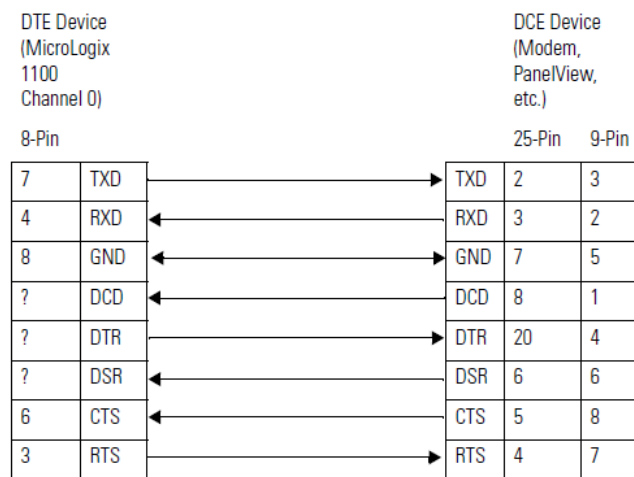 DTE Device
(MicroLogix
1100
Channel 0)
DCE Device
(Modem,
PanelView,
etc.)
8-Pin
25-Pin 9-Pin
7 TXD TXD 2 3
4 RXD RXD 3 2
8 GND GND 7 5
? DCD DCD 8 1
? DTR DTR 20 4
? DSR DSR 6 6
6 CTS CTS 5 8
3 RTS RTS 4 7